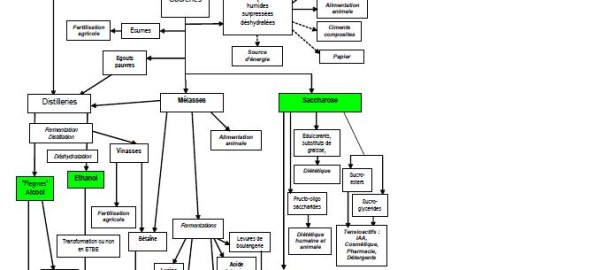 Sucreries
humides
surpressées
déshydratées
Alimentation
animale
Fertilisation
agricole
Ecumes
Ciments
composites
Source
d'énergie
Papier
Egouts
pauvres
Distilleries
Mélasses
Saccharose
Fermentation
Distillation
Alimentation
animale
Edulcorants,
substituts de
graisse,
Déshydratation
Vinasses
Diététique
Sucro-
esters
"Flegmes"
Alcool
Ethanol
Fructo-oligo
saccharides
Sucro-
glycérides
Fertilisation
agricole
Fermentations
Transformation ou non
en ETBE
Bétaïne
Levures de
boulangerie
Diététique
humaine et
animale
Tensioactifs :
IAA,
Cosmétique,
Pharmacie,
Détergents
Acide